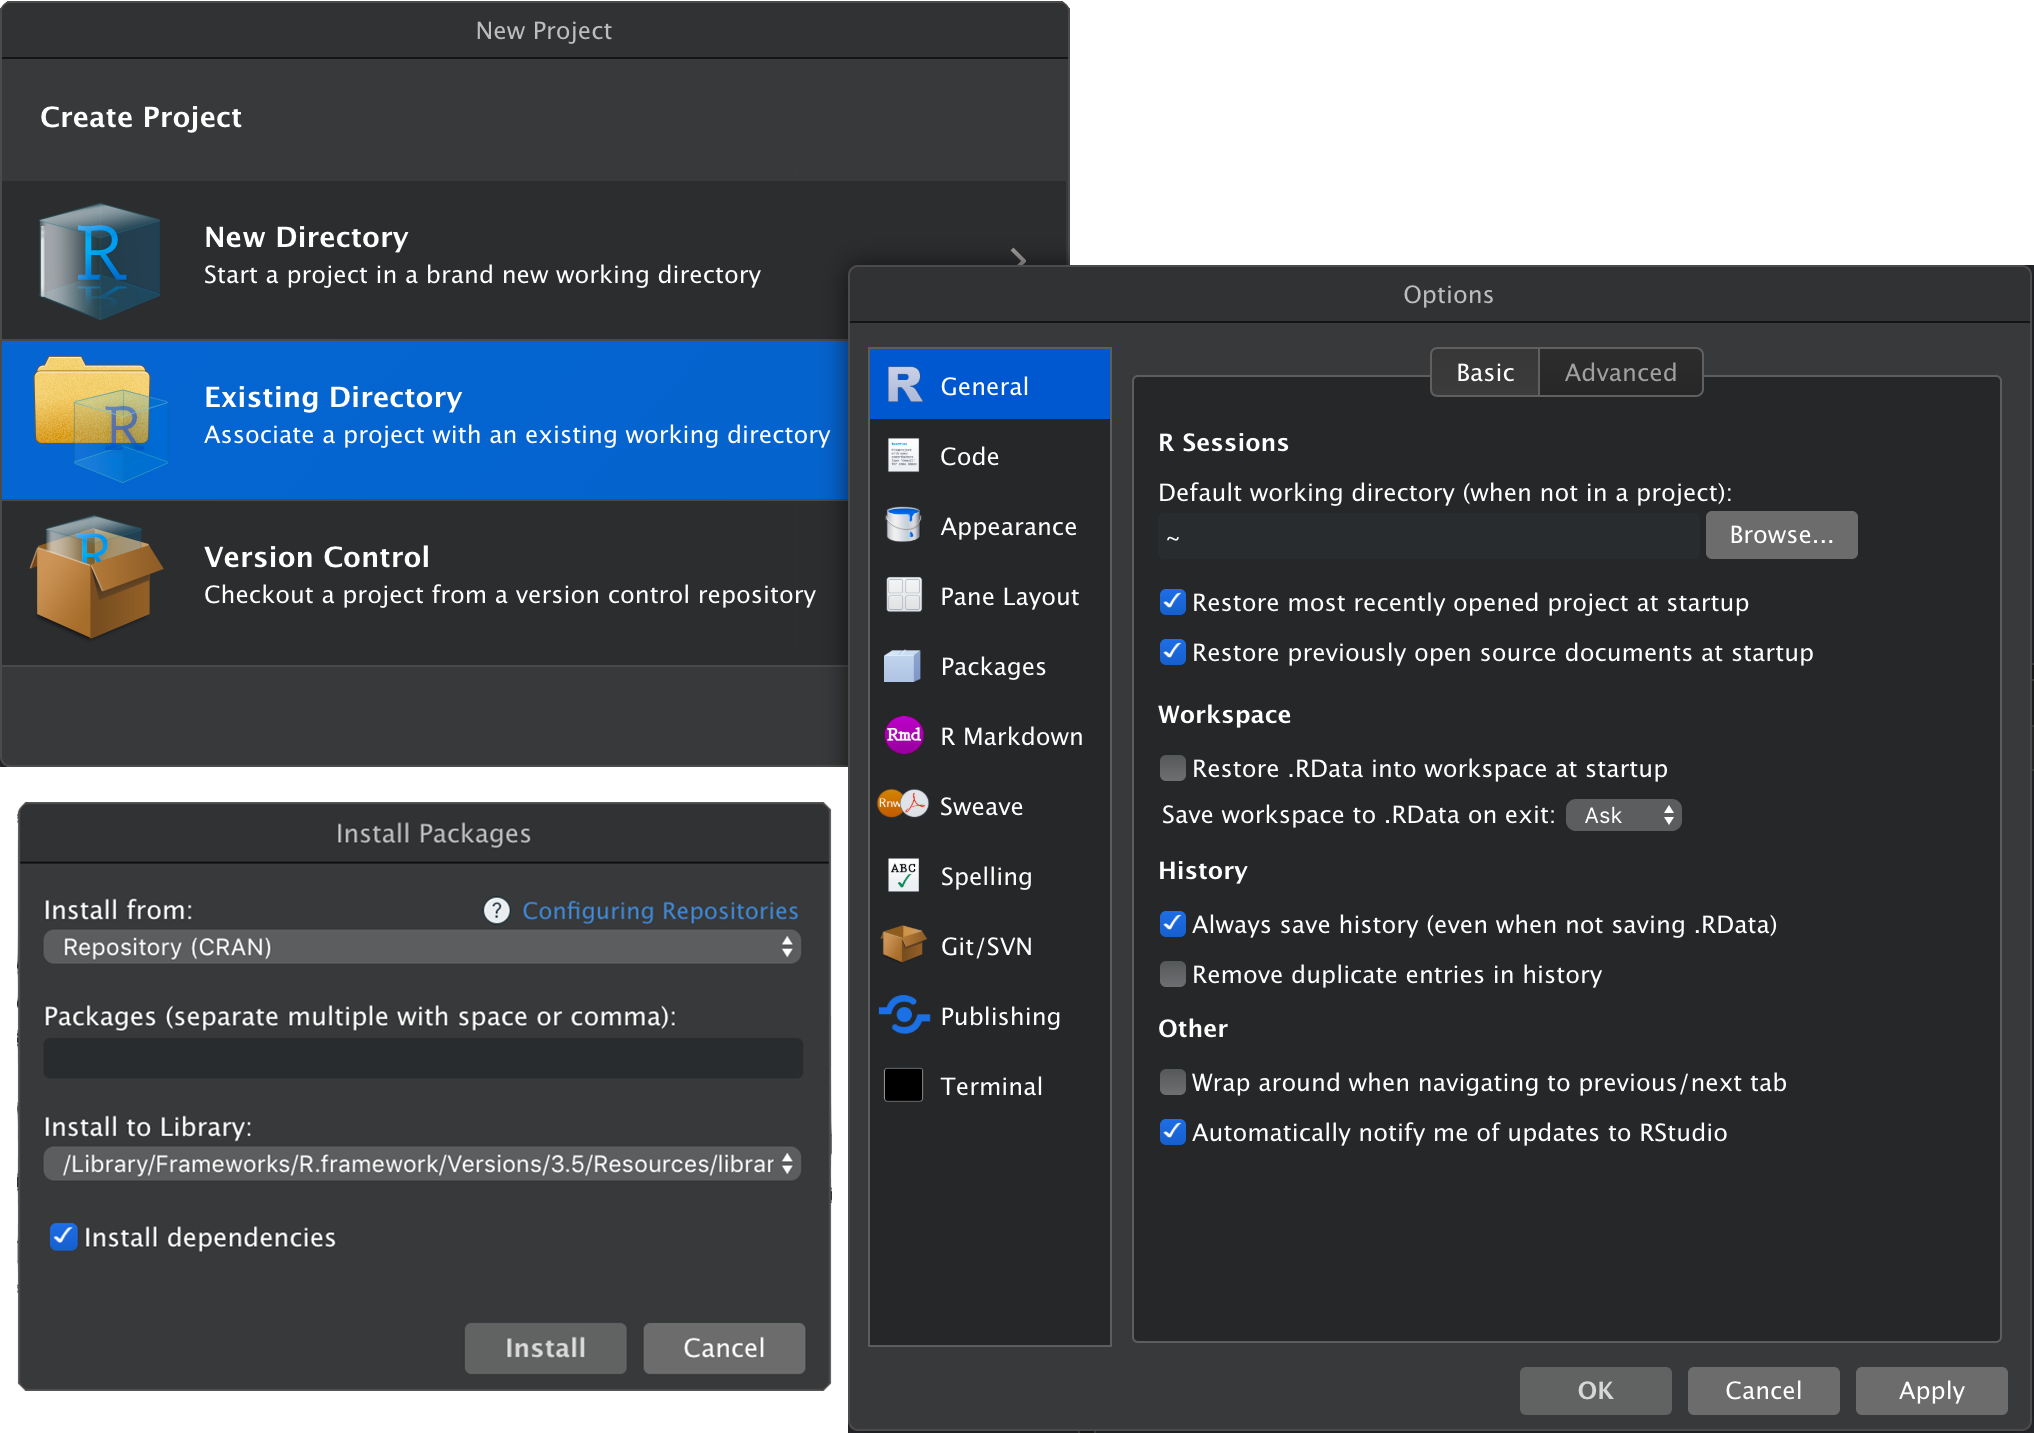 New Project
Create Project
New Directory
Start a project in a brand new working directory
Existing Directory
Associate a project with an existing working directory
Version Control
Checkout a project from a version control repository
Install Packages
Install from:
? Configuring Repositories
Repository (CRAN)
Packages (separate multiple with space or comma):
Install to Library:
/Library/Frameworks/R.framework/Versions/3.5/Resources/librar
Install dependencies
Install
Cancel
Options
General
Code
Appearance
Pane Layout
Packages
Rmd R Markdown
Rnw Sweave
ABC Spelling
Git/SVN
Publishing
Terminal
Basic
Advanced
R Sessions
Default working directory (when not in a project):
~
Browse...
Restore most recently opened project at startup
Restore previously open source documents at startup
Workspace
Restore .RData into workspace at startup
Save workspace to .RData on exit: Ask
History
Always save history (even when not saving .RData)
Remove duplicate entries in history
Other
Wrap around when navigating to previous/next tab
Automatically notify me of updates to RStudio
OK
Cancel
Apply